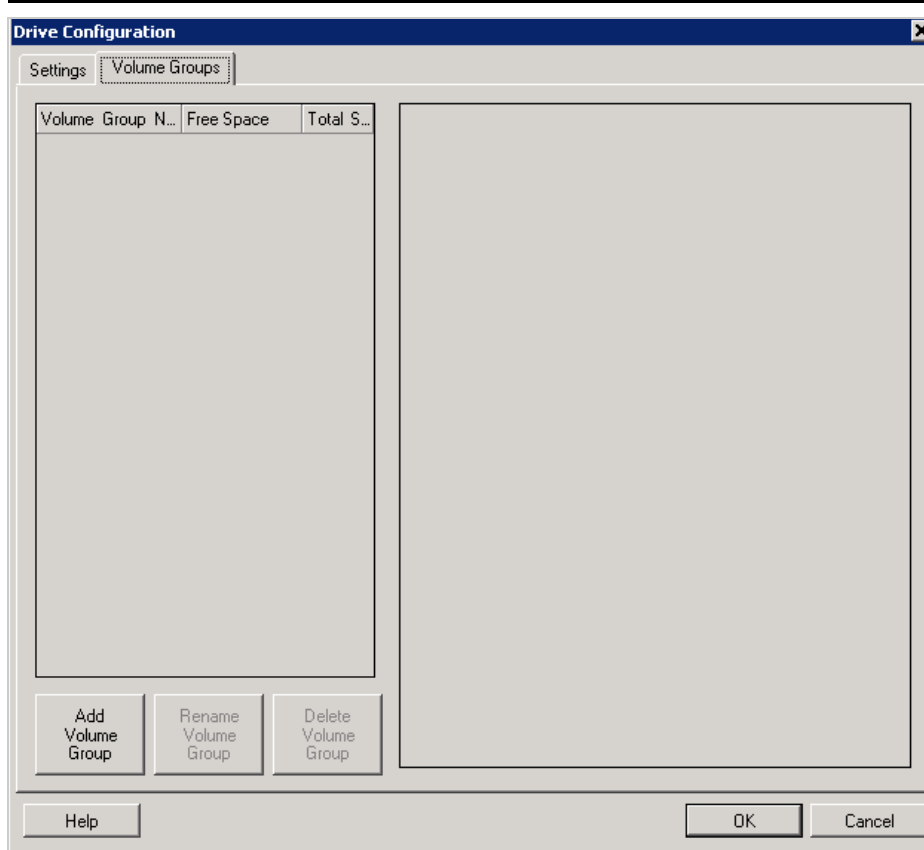 Drive Configuration
Settings
Volume Groups
Volume Group N...
Free Space
Total S...
Add
Volume
Group
Rename
Volume
Group
Delete
Volume
Group
Help
OK
Cancel